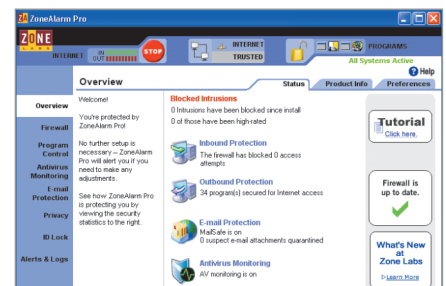 ZA ZoneAlarm Pro
ZONE
LABS
INTERNET
IN
OUT
STOP
INTERNET
TRUSTED
PROGRAMS
All Systems Active
Help
Overview
Status
Product Info
Preferences
Overview
Firewall
Program
Control
Antivirus
Monitoring
E-mail
Protection
Privacy
ID Lock
Alerts & Logs
Welcome!
You're protected by
ZoneAlarm Pro!
No further setup is
necessary -- ZoneAlarm
Pro will alert you if you
need to make any
adjustments.
See how ZoneAlarm Pro
is protecting you by
viewing the security
statistics to the right.
Blocked Intrusions
0 Intrusions have been blocked since install
0 of those have been high-rated
Inbound Protection
The firewall has blocked 0 access
attempts
Outbound Protection
34 program(s) secured for Internet access
E-mail Protection
MailSafe is on
0 suspect e-mail attachments quarantined
Antivirus Monitoring
AV monitoring is on
Tutorial
Click here.
Firewall is
up to date.
What's New
at
Zone Labs
Learn More